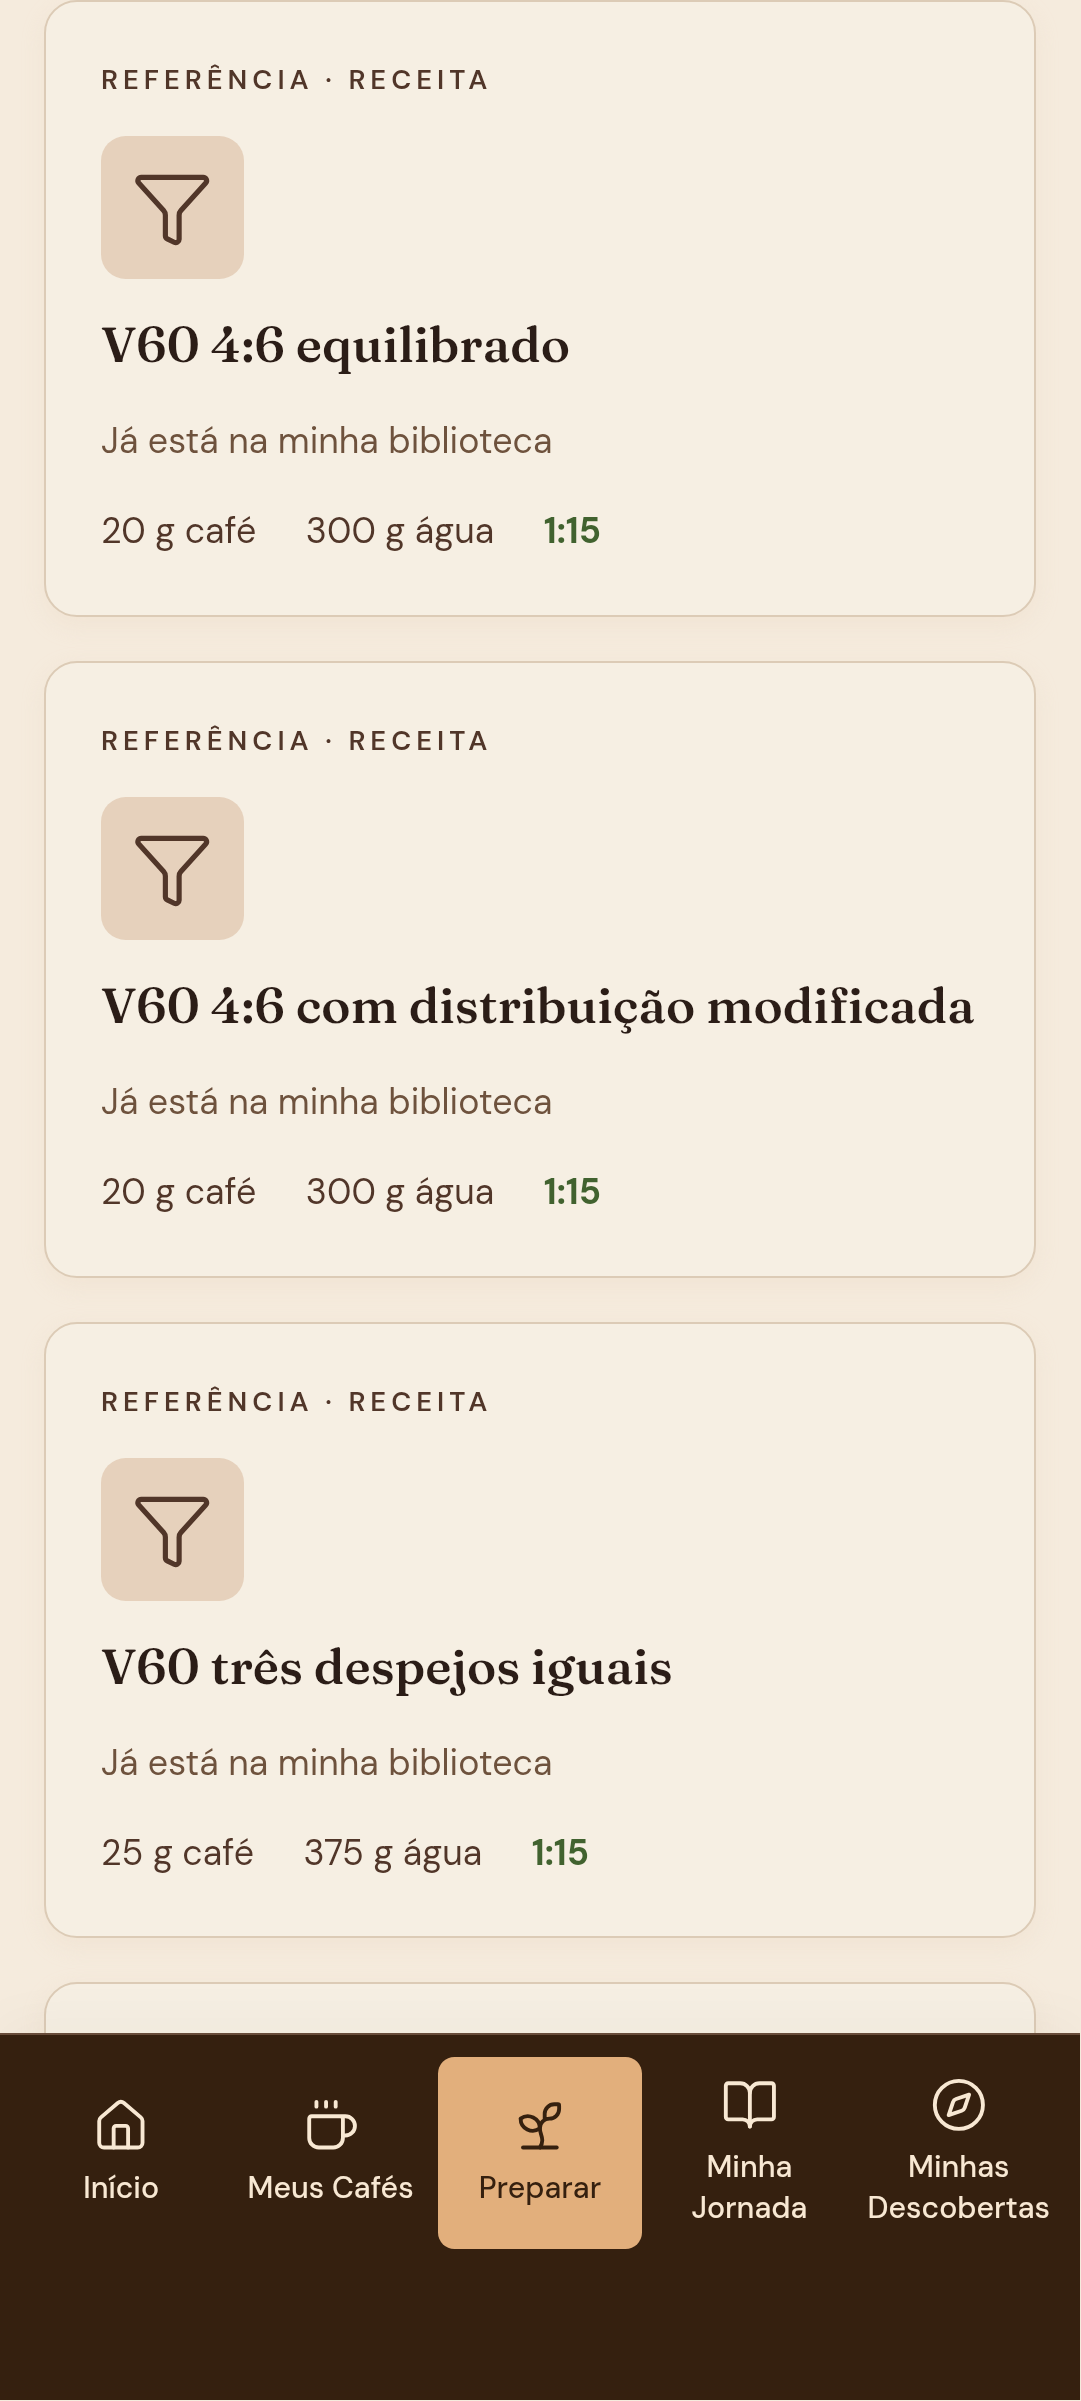 REFERÊNCIA · RECEITA
V60 4:6 equilibrado
Já está na minha biblioteca
20 g café 300 g água 1:15
REFERÊNCIA · RECEITA
V60 4:6 com distribuição modificada
Já está na minha biblioteca
20 g café 300 g água 1:15
REFERÊNCIA · RECEITA
V60 três despejos iguais
Já está na minha biblioteca
25 g café 375 g água 1:15
Início
Meus Cafés
Preparar
Minha
Jornada
Minhas
Descobertas